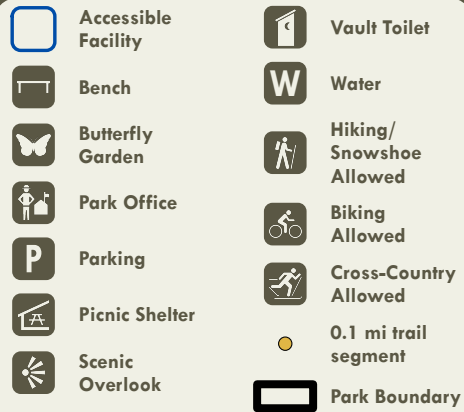 Accessible
Facility
Bench
Butterfly
Garden
Park Office
P
Parking
Picnic Shelter
Scenic
Overlook
Vault Toilet
W
Water
Hiking/
Snowshoe
Allowed
Biking
Allowed
Cross-Country
Allowed
0.1 mi trail
segment
Park Boundary